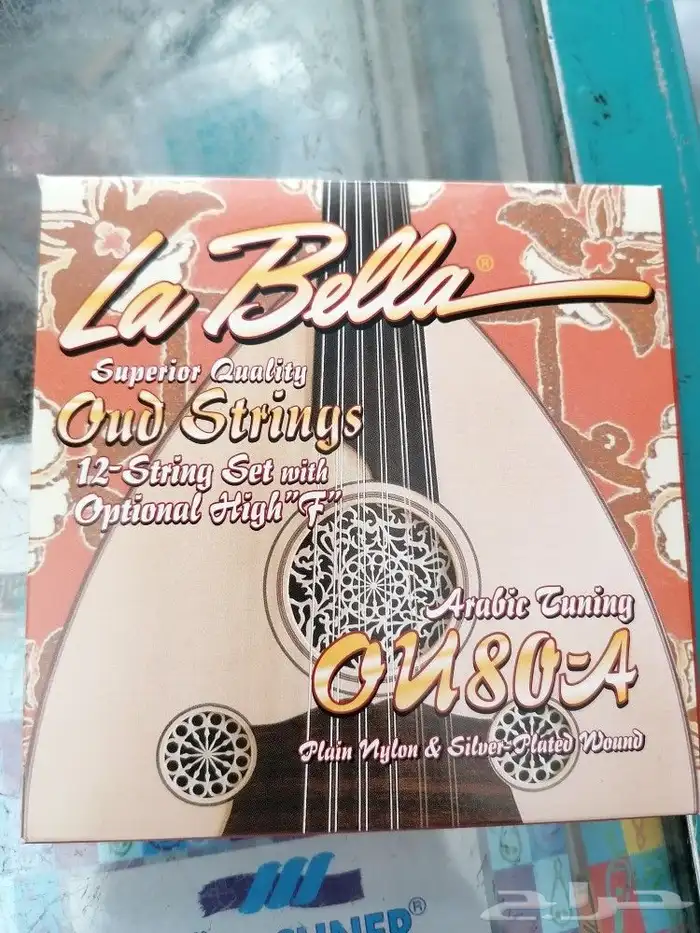 La Bella®
Superior Quality
Oud Strings
12-String Set with
Optional High "F"
Arabic Tuning
OU80-A
Plain Nylon & Silver-Plated Wound
حراج